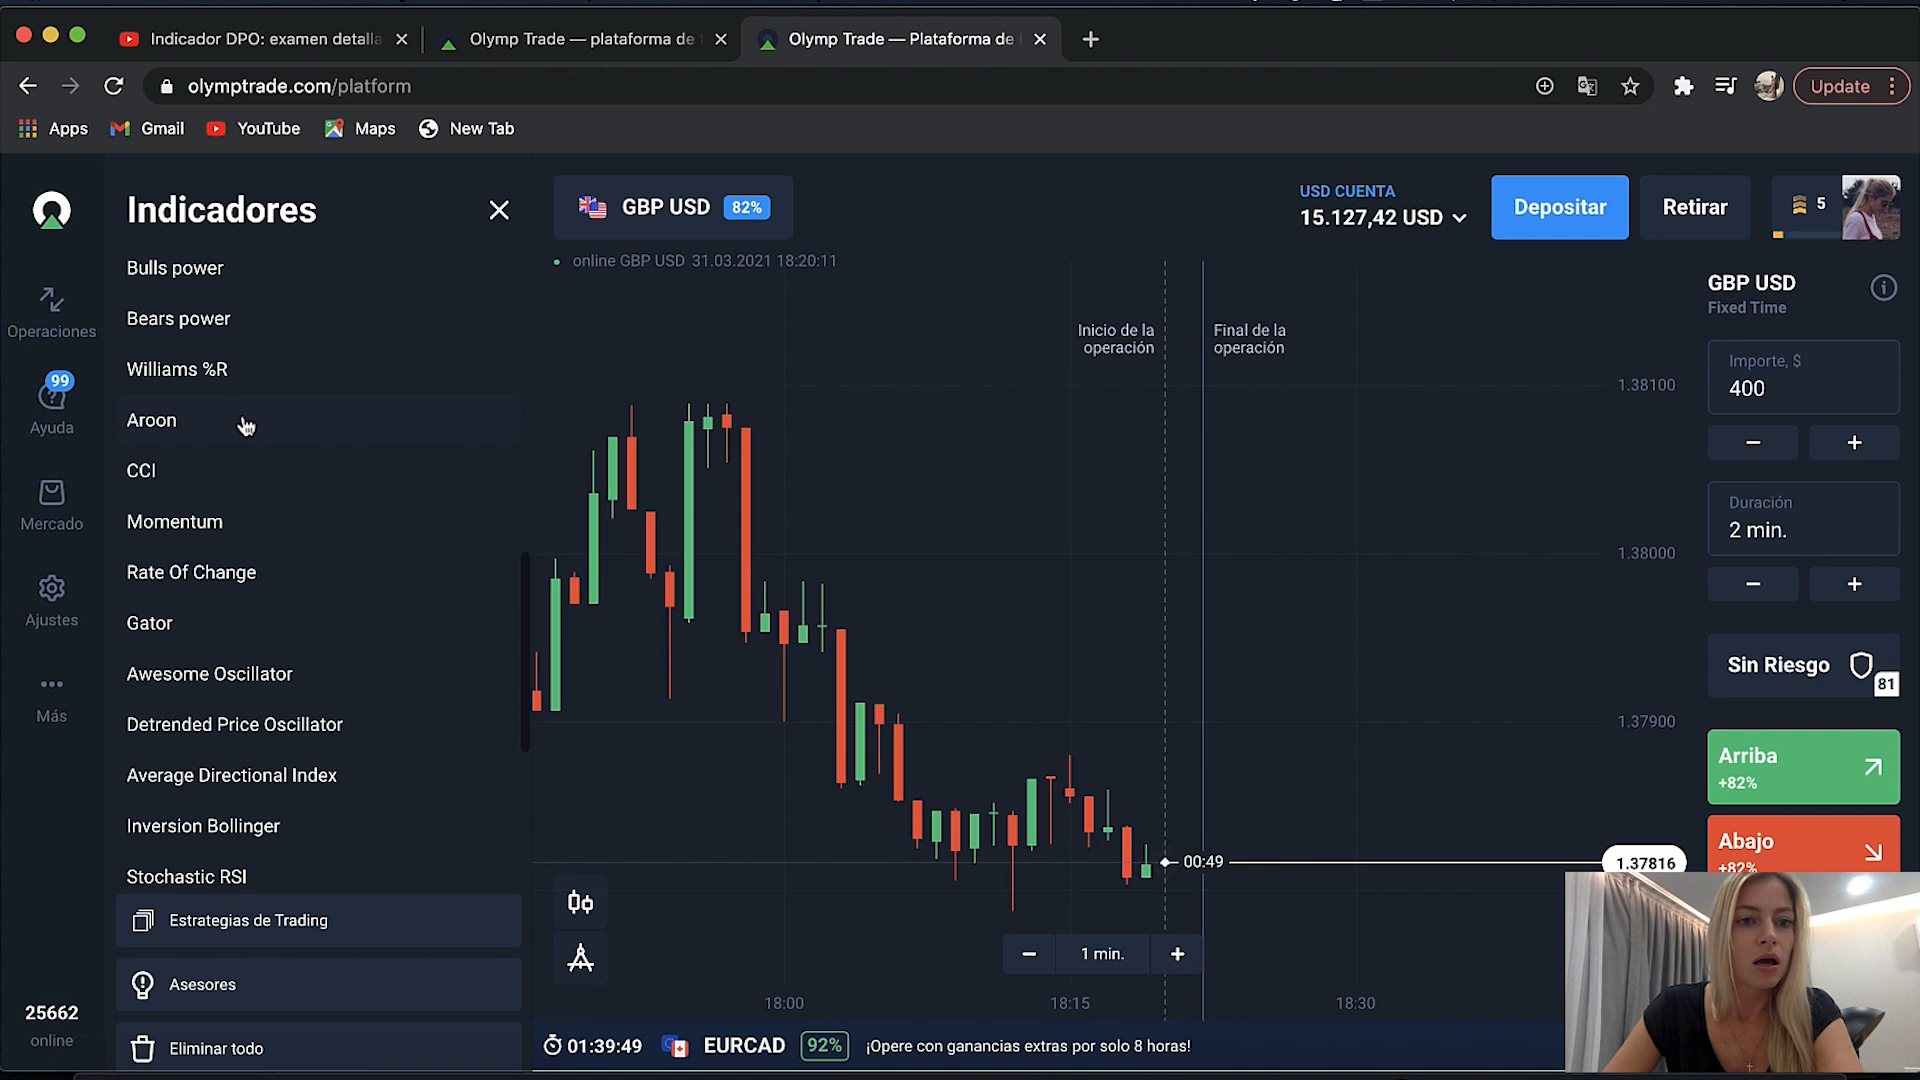 Indicador DPO: examen detalla
Olymp Trade — plataforma de t
Olymp Trade — Plataforma de i
olymptrade.com/platform
Update
Apps
Gmail
YouTube
Maps
New Tab
Indicadores
Bulls power
Bears power
Williams %R
Aroon
CCI
Momentum
Rate Of Change
Gator
Awesome Oscillator
Detrended Price Oscillator
Average Directional Index
Inversion Bollinger
Stochastic RSI
Estrategias de Trading
Asesores
Eliminar todo
Operaciones
99
Ayuda
Mercado
Ajustes
Más
25662
online
GBP USD
82%
online GBP USD 31.03.2021 18:20:11
USD CUENTA
15.127,42 USD
Depositar
Retirar
5
Inicio de la
operación
Final de la
operación
1.38100
1.38000
1.37900
1.37816
00:49
1 min.
18:00
18:15
18:30
01:39:49
EURCAD
92%
¡Opere con ganancias extras por solo 8 horas!
GBP USD
Fixed Time
Importe, $
400
Duración
2 min.
Sin Riesgo
81
Arriba
+82%
Abajo
+82%